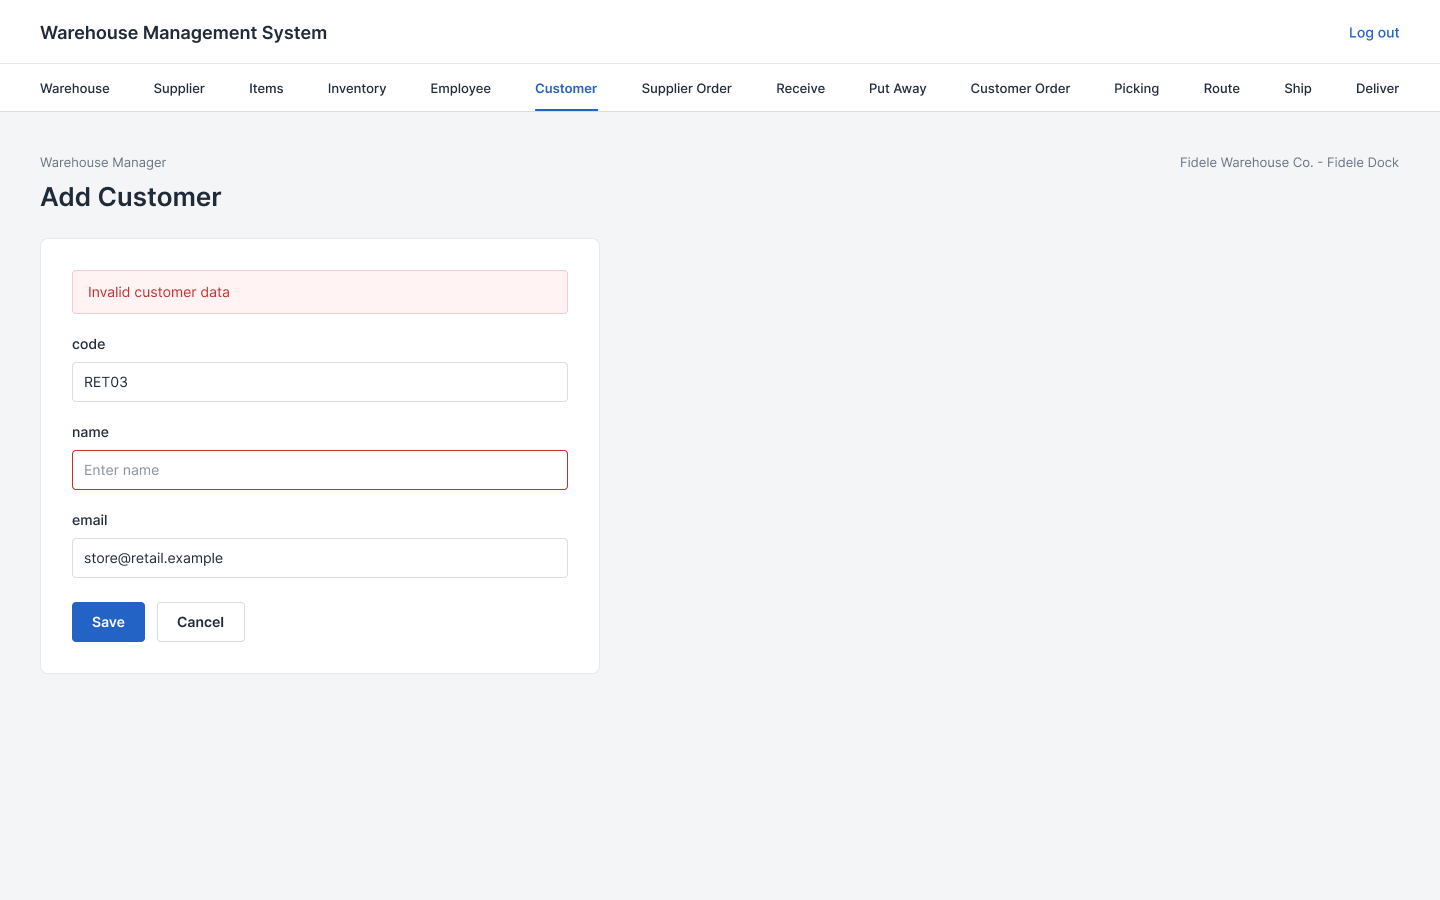 Warehouse Management System
Log out
Warehouse Supplier Items Inventory Employee Customer Supplier Order Receive Put Away Customer Order Picking Route Ship Deliver
Warehouse Manager
Fidele Warehouse Co. - Fidele Dock
Add Customer
Invalid customer data
code
RET03
name
Enter name
email
store@retail.example
Save Cancel